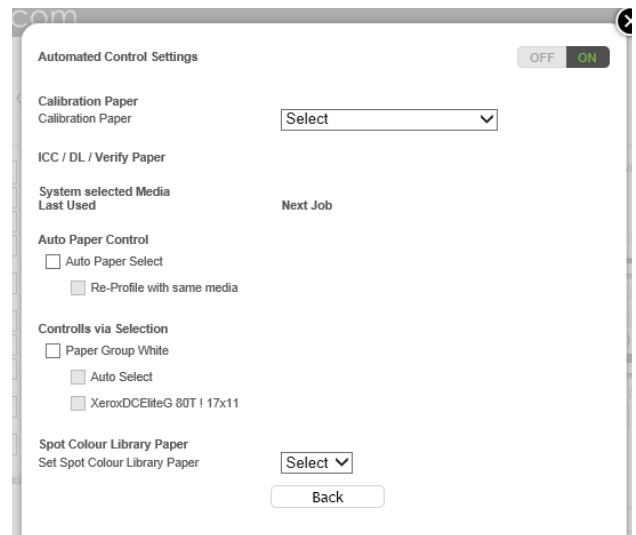 com
Automated Control Settings OFF ON
Calibration Paper
Calibration Paper Select
ICC / DL / Verify Paper
System selected Media
Last Used Next Job
Auto Paper Control
Auto Paper Select
Re-Profile with same media
Controlls via Selection
Paper Group White
Auto Select
XeroxDCEliteG 80T ! 17x11
Spot Colour Library Paper
Set Spot Colour Library Paper Select
Back